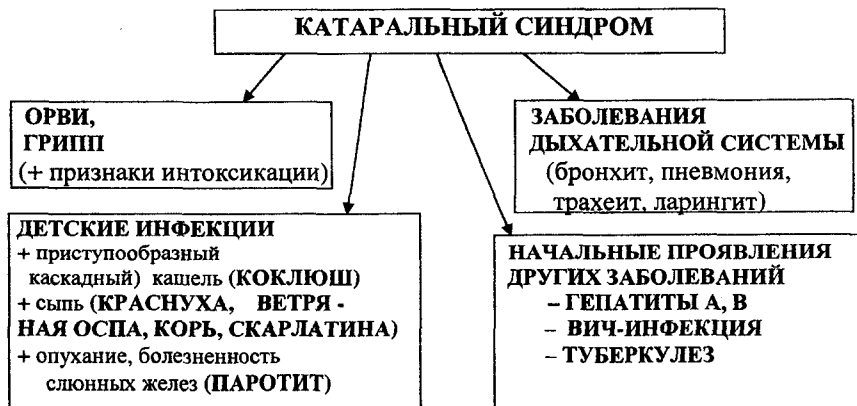 КАТАРАЛЬНЫЙ СИНДРОМ
ОРВИ,
ГРИПП
(+ признаки интоксикации)
ЗАБОЛЕВАНИЯ
ДЫХАТЕЛЬНОЙ СИСТЕМЫ
(бронхит, пневмония,
трахеит, ларингит)
ДЕТСКИЕ ИНФЕКЦИИ
+ приступообразный
каскадный) кашель (КОКЛЮШ)
+ сыпь (КРАСНУХА, ВЕТРЯ -
НАЯ ОСПА, КОРЬ, СКАРЛАТИНА)
+ опухание, болезненность
слюнных желез (ПАРОТИТ)
НАЧАЛЬНЫЕ ПРОЯВЛЕНИЯ
ДРУГИХ ЗАБОЛЕВАНИЙ
– ГЕПАТИТЫ А, В
– ВИЧ-ИНФЕКЦИЯ
– ТУБЕРКУЛЕЗ